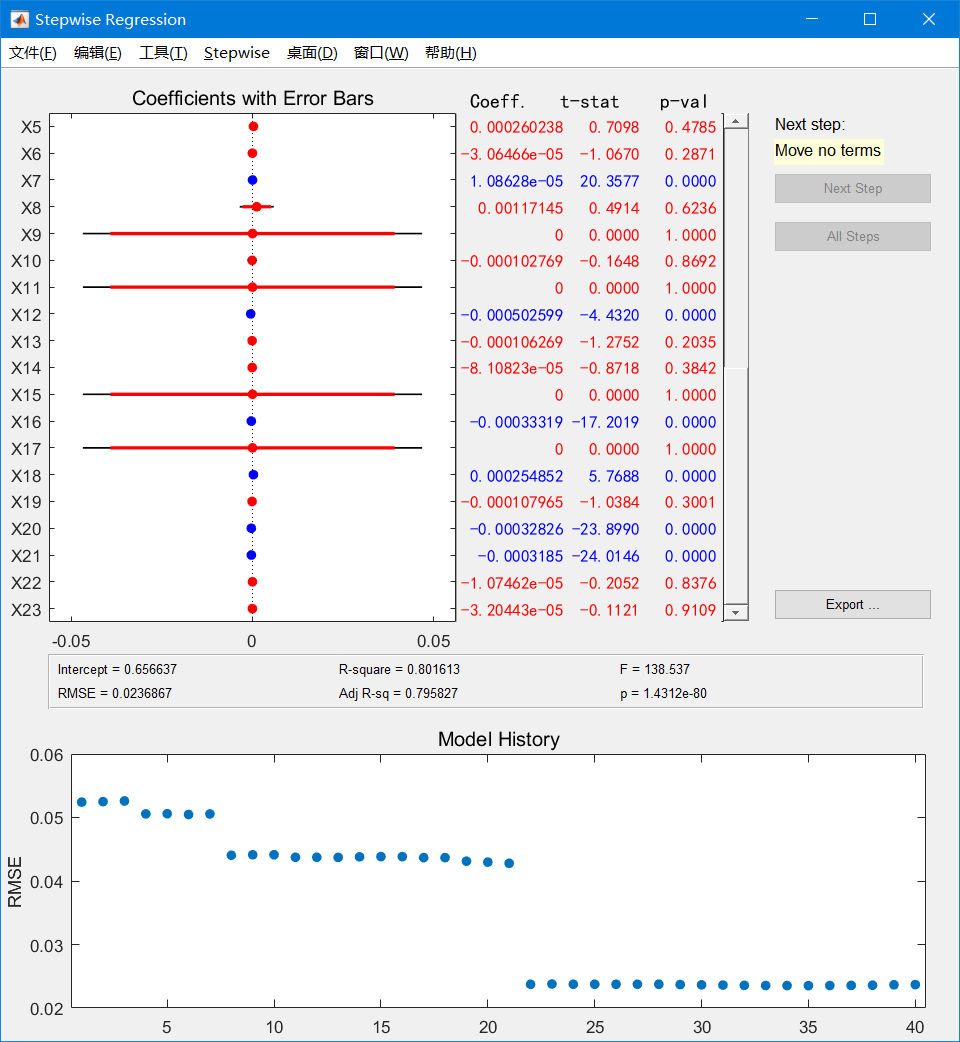 Stepwise Regression
文件(F) 编辑(E) 工具(T) Stepwise 桌面(D) 窗口(W) 帮助(H)
Coefficients with Error Bars Coeff. t-stat p-val
X5 0.000260238 0.7098 0.4785
X6 -3.06466e-05 -1.0670 0.2871
X7 1.08628e-05 20.3577 0.0000
X8 0.00117145 0.4914 0.6236
X9 0 0.0000 1.0000
X10 -0.000102769 -0.1648 0.8692
X11 0 0.0000 1.0000
X12 -0.000502599 -4.4320 0.0000
X13 -0.000106269 -1.2752 0.2035
X14 -8.10823e-05 -0.8718 0.3842
X15 0 0.0000 1.0000
X16 -0.00033319 -17.2019 0.0000
X17 0 0.0000 1.0000
X18 0.000254852 5.7688 0.0000
X19 -0.000107965 -1.0384 0.3001
X20 -0.00032826 -23.8990 0.0000
X21 -0.0003185 -24.0146 0.0000
X22 -1.07462e-05 -0.2052 0.8376
X23 -3.20443e-05 -0.1121 0.9109
-0.05 0 0.05
Next step:
Move no terms
Next Step
All Steps
Export ...
Intercept = 0.656637 R-square = 0.801613 F = 138.537
RMSE = 0.0236867 Adj R-sq = 0.795827 p = 1.4312e-80
Model History
RMSE
0.06
0.05
0.04
0.03
0.02
5 10 15 20 25 30 35 40